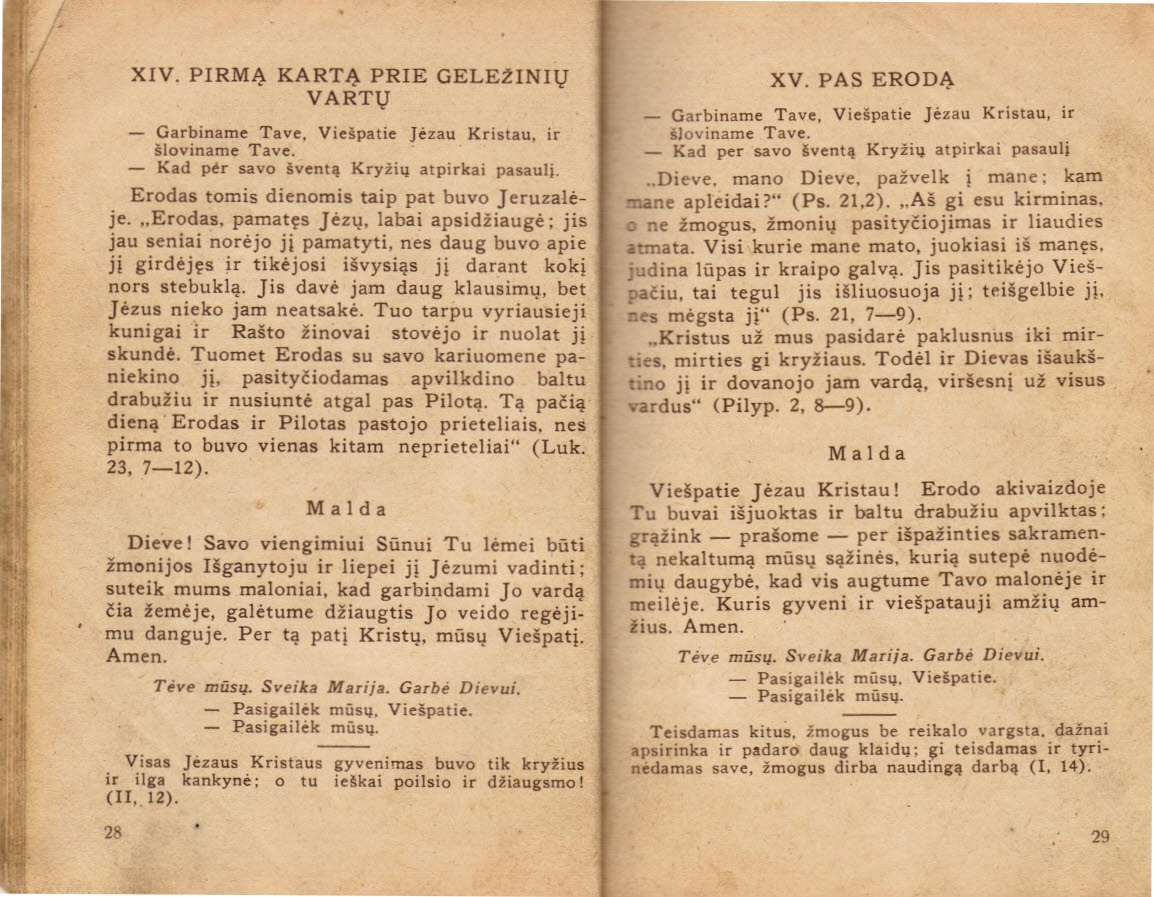 XIV. PIRMĄ KARTĄ PRIE GELEŽINIŲ
VARTŲ
— Garbiname Tave, Viešpatie Jėzau Kristau, ir
šloviname Tave.
— Kad per savo šventą Kryžių atpirkai pasaulį.
Erodas tomis dienomis taip pat buvo Jeruzalė-
je. „Erodas, pamatęs Jėzų, labai apsidžiaugė; jis
jau seniai norėjo jį pamatyti, nes daug buvo apie
jį girdėjęs ir tikėjosi išvysiąs jį darant kokį
nors stebuklą. Jis davė jam daug klausimų, bet
Jėzus nieko jam neatsakė. Tuo tarpu vyriausieji
kunigai ir Rašto žinovai stovėjo ir nuolat jį
skundė. Tuomet Erodas su savo kariuomene pa-
niekino jį, pasityčiodamas apvilkdino baltu
drabužiu ir nusiuntė atgal pas Pilotą. Tą pačią
dieną Erodas ir Pilotas pastojo prieteliais, nes
pirma to buvo vienas kitam neprieteliai“ (Luk.
23, 7—12).
Malda
Dieve! Savo viengimiui Sūnui Tu lėmei būti
žmonijos Išganytoju ir liepei jį Jėzumi vadinti;
suteik mums maloniai, kad garbindami Jo vardą
čia žemėje, galėtume džiaugtis Jo veido regėji-
mu danguje. Per tą patį Kristų, mūsų Viešpatį.
Amen.
Tėve mūsų. Sveika Marija. Garbė Dievui.
— Pasigailėk mūsų, Viešpatie.
— Pasigailėk mūsų.
Visas Jėzaus Kristaus gyvenimas buvo tik kryžius
ir ilga kankynė; o tu ieškai poilsio ir džiaugsmo!
(II, 12).
28
XV. PAS ERODĄ
— Garbiname Tave, Viešpatie Jėzau Kristau, ir
šloviname Tave.
— Kad per savo šventą Kryžių atpirkai pasaulį
„Dieve, mano Dieve, pažvelk į mane; kam
mane apleidai?“ (Ps. 21,2). „Aš gi esu kirminas,
o ne žmogus, žmonių pasityčiojimas ir liaudies
atmata. Visi kurie mane mato, juokiasi iš manęs,
judina lūpas ir kraipo galvą. Jis pasitikėjo Vieš-
pačiu, tai tegul jis išliuosuoja jį; teišgelbie jį,
nes mėgsta jį“ (Ps. 21, 7—9).
„Kristus už mus pasidarė paklusnus iki mir-
ties, mirties gi kryžiaus. Todėl ir Dievas išaukš-
tino jį ir dovanojo jam vardą, viršesnį už visus
vardus“ (Pilyp. 2, 8—9).
Malda
Viešpatie Jėzau Kristau! Erodo akivaizdoje
Tu buvai išjuoktas ir baltu drabužiu apvilktas;
grąžink — prašome — per išpažinties sakramen-
tą nekaltumą mūsų sąžinės, kurią sutepė nuodė-
mių daugybė, kad vis augtume Tavo malonėje ir
meilėje. Kuris gyveni ir viešpatauji amžių am-
žius. Amen.
Tėve mūsų. Sveika Marija. Garbė Dievui.
— Pasigailėk mūsų, Viešpatie.
— Pasigailėk mūsų.
Teisdamas kitus, žmogus be reikalo vargsta, dažnai
apsirinka ir padaro daug klaidų; gi teisdamas ir tyri-
nėdamas save, žmogus dirba naudingą darbą (I, 14).
29